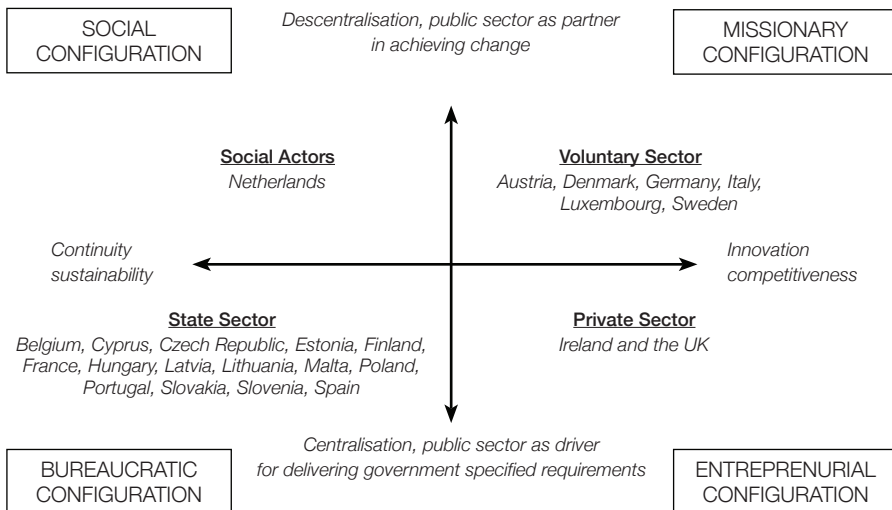 SOCIAL
CONFIGURATION
Descentralisation, public sector as partner
in achieving change
MISSIONARY
CONFIGURATION
Social Actors
Netherlands
Voluntary Sector
Austria, Denmark, Germany, Italy,
Luxembourg, Sweden
Continuity
sustainability
Innovation
competitiveness
State Sector
Belgium, Cyprus, Czech Republic, Estonia, Finland,
France, Hungary, Latvia, Lithuania, Malta, Poland,
Portugal, Slovakia, Slovenia, Spain
Private Sector
Ireland and the UK
BUREAUCRATIC
CONFIGURATION
Centralisation, public sector as driver
for delivering government specified requirements
ENTREPRENURIAL
CONFIGURATION